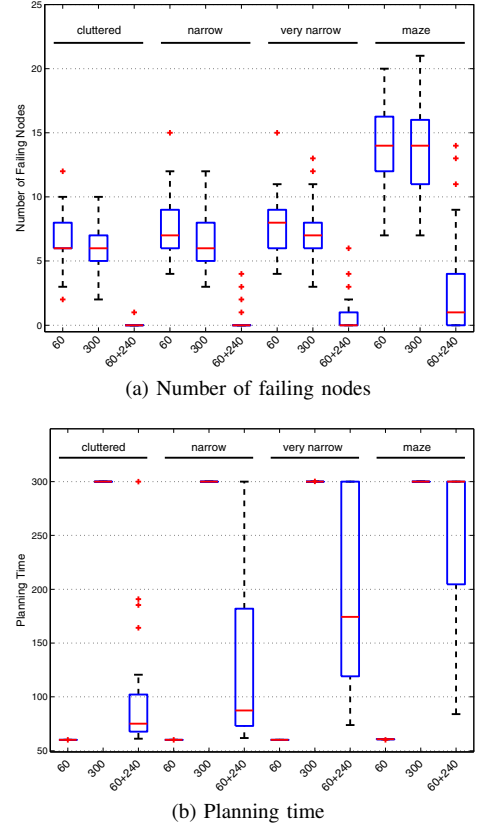 25
20
15
10
5
0
Number of Failing Nodes
cluttered narrow very narrow maze
60 300 60+240 60 300 60+240 60 300 60+240 60 300 60+240
(a) Number of failing nodes
300
250
200
150
100
50
Planning Time
cluttered narrow very narrow maze
60 300 60+240 60 300 60+240 60 300 60+240 60 300 60+240
(b) Planning time